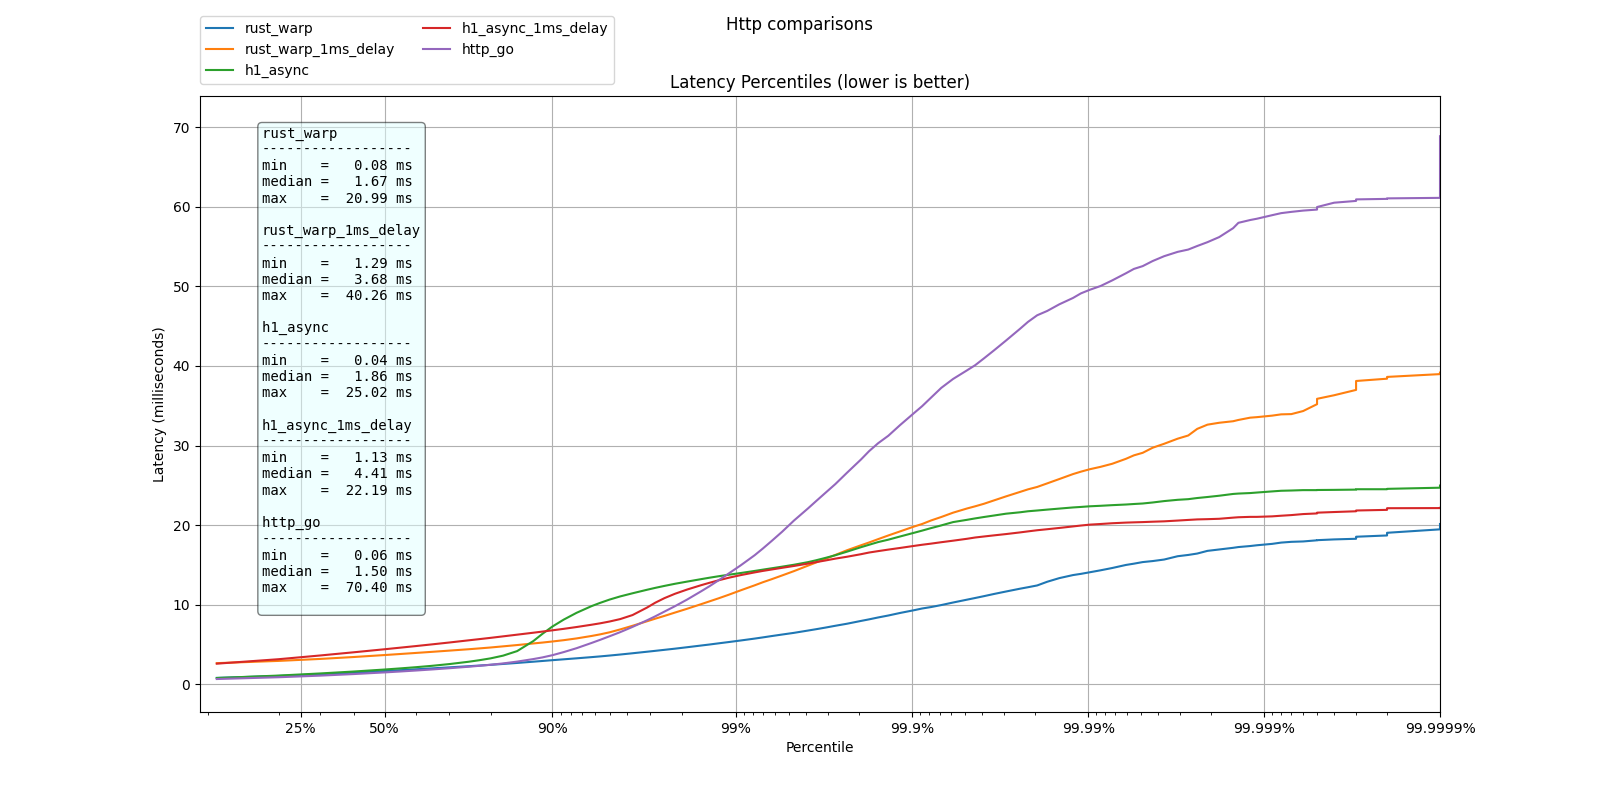 Http comparisons
rust_warp
rust_warp_1ms_delay
h1_async
h1_async_1ms_delay
http_go
Latency Percentiles (lower is better)
rust_warp
------------------
min    =   0.08 ms
median =   1.67 ms
max    =  20.99 ms
rust_warp_1ms_delay
------------------
min    =   1.29 ms
median =   3.68 ms
max    =  40.26 ms
h1_async
------------------
min    =   0.04 ms
median =   1.86 ms
max    =  25.02 ms
h1_async_1ms_delay
------------------
min    =   1.13 ms
median =   4.41 ms
max    =  22.19 ms
http_go
------------------
min    =   0.06 ms
median =   1.50 ms
max    =  70.40 ms
Latency (milliseconds)
70
60
50
40
30
20
10
0
25% 50% 90% 99% 99.9% 99.99% 99.999% 99.9999%
Percentile